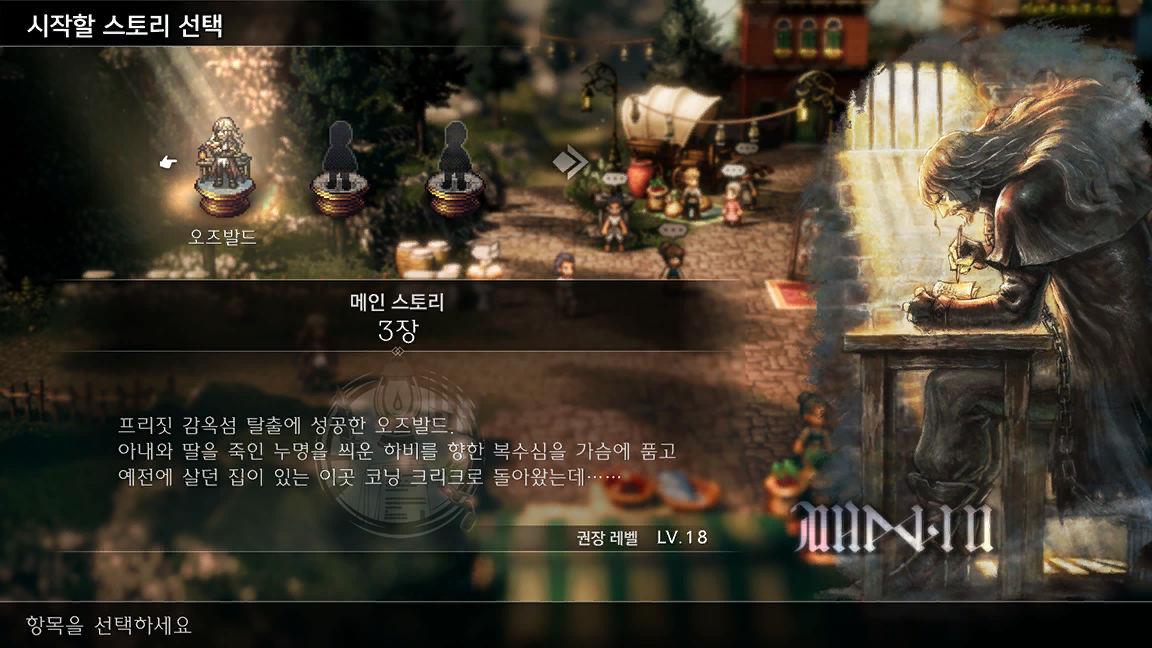 시작할 스토리 선택
오즈발드
메인 스토리
3장
프리짓 감옥섬 탈출에 성공한 오즈발드.
아내와 딸을 죽인 누명을 씌운 하비를 향한 복수심을 가슴에 품고
예전에 살던 집이 있는 이곳 코닝 크리크로 돌아왔는데……
권장 레벨 LV.18
항목을 선택하세요